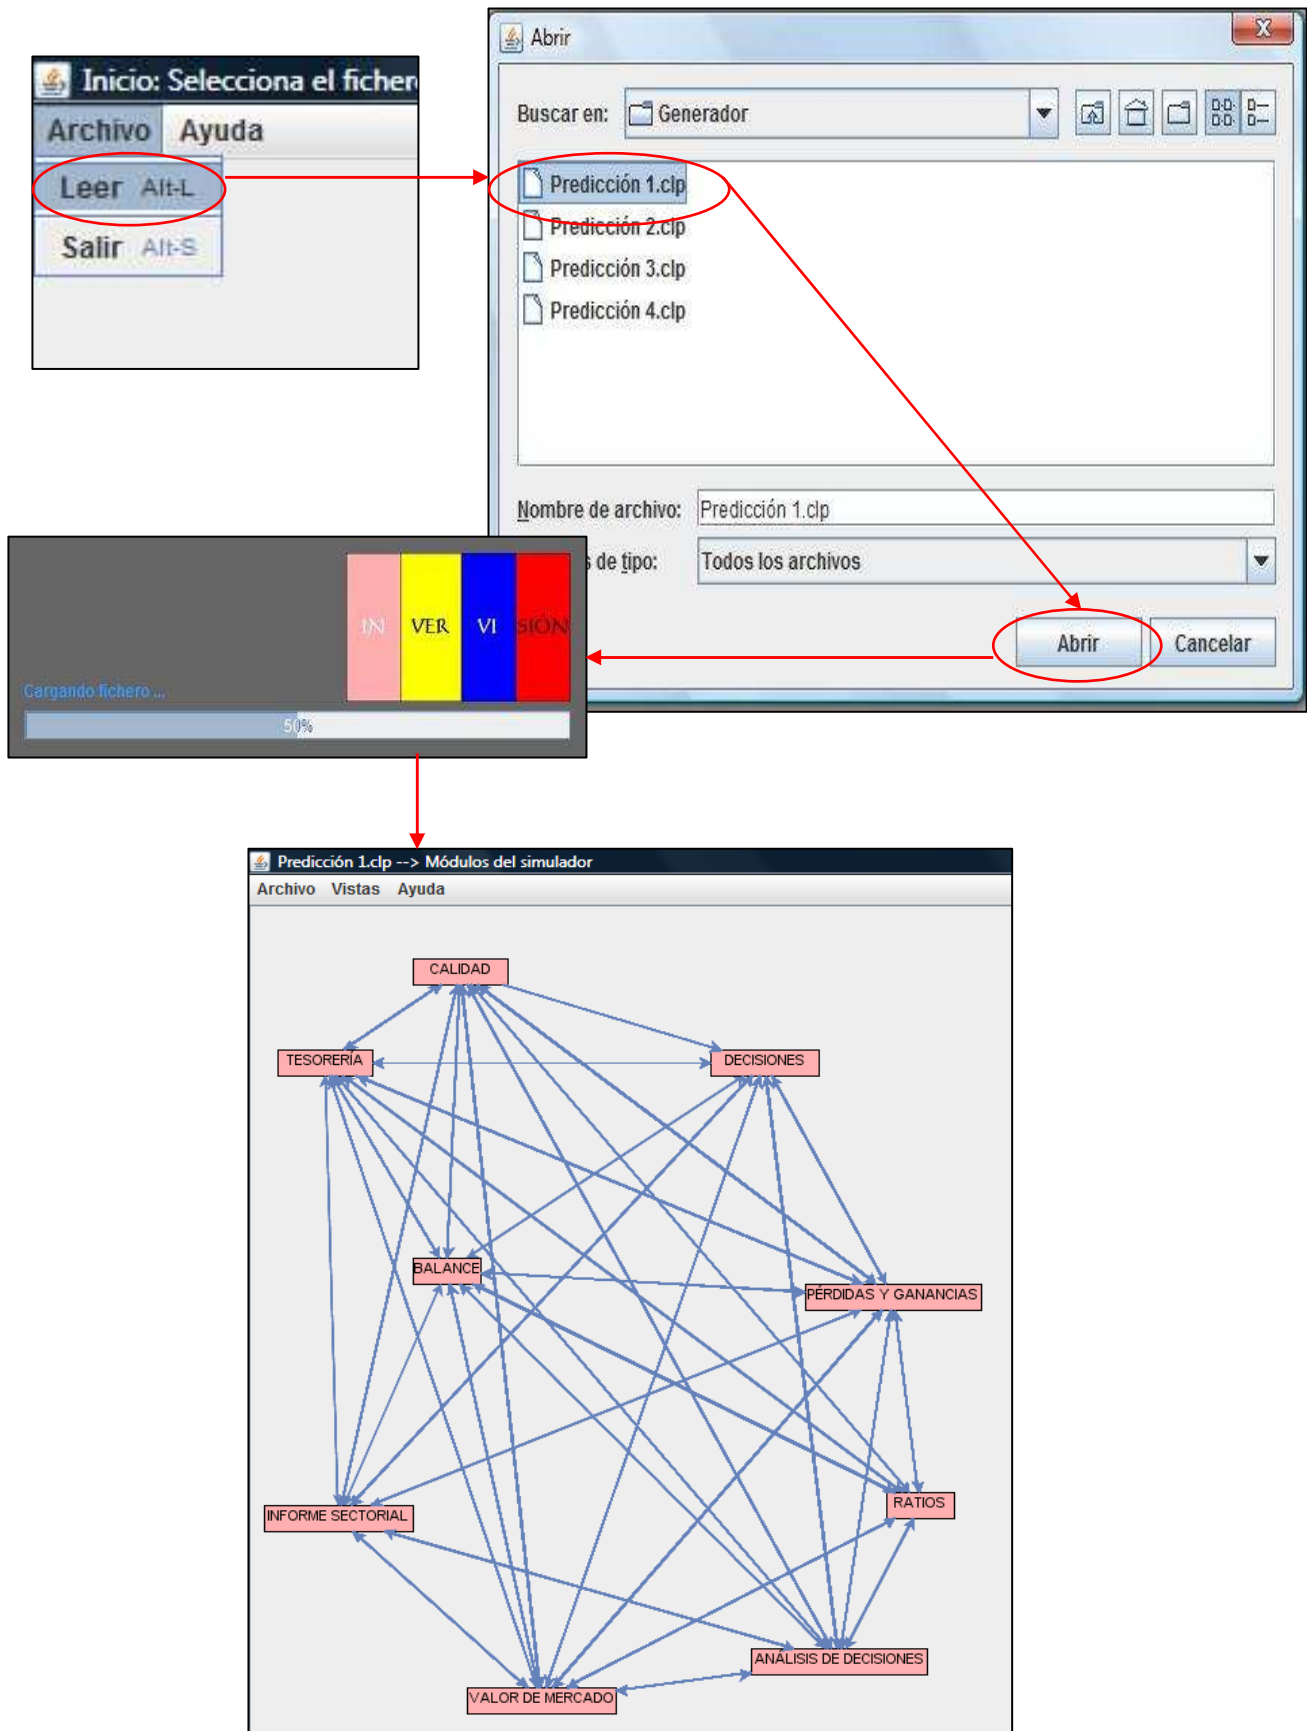 Inicio: Selecciona el ficher
Archivo Ayuda
Leer Alt-L
Salir Alt-S
Abrir
X
Buscar en: Generador
Predicción 1.clp
Predicción 2.clp
Predicción 3.clp
Predicción 4.clp
Nombre de archivo: Predicción 1.clp
s de tipo: Todos los archivos
Abrir Cancelar
IN VER VI SIÓN
Cargando fichero ...
50%
Predicción 1.clp --> Módulos del simulador
Archivo Vistas Ayuda
CALIDAD
TESORERÍA
DECISIONES
BALANCE
PÉRDIDAS Y GANANCIAS
RATIOS
INFORME SECTORIAL
ANÁLISIS DE DECISIONES
VALOR DE MERCADO